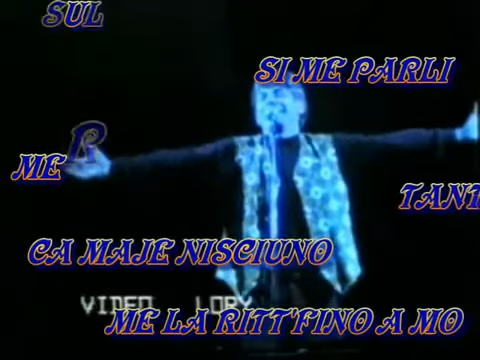 SUL
SI ME PARLI
R
ME
TANT
CA MAJE NISCIUNO
VIDEO LORY
ME LA RITT'FINO A MO